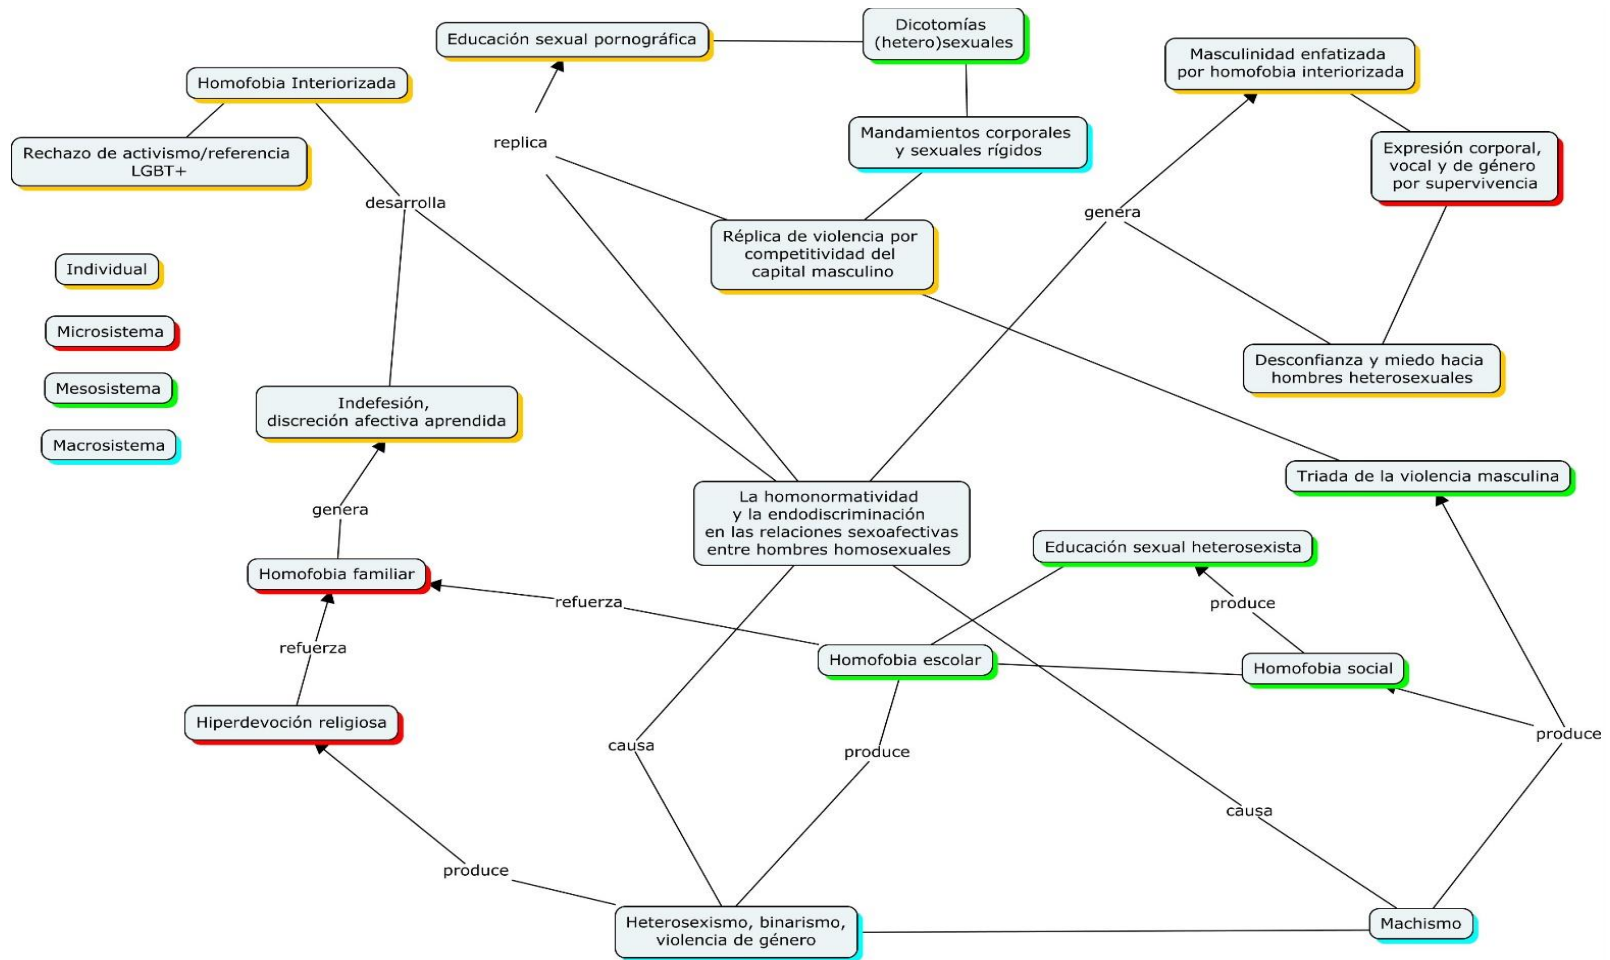 Educación sexual pornográfica
Dicotomías
(hetero)sexuales
Masculinidad enfatizada
por homofobia interiorizada
Homofobia Interiorizada
Rechazo de activismo/referencia
LGBT+
replica
Mandamientos corporales
y sexuales rígidos
Expresión corporal,
vocal y de género
por supervivencia
desarrolla
genera
Réplica de violencia por
competitividad del
capital masculino
Individual
Microsistema
Mesosistema
Macrosistema
Desconfianza y miedo hacia
hombres heterosexuales
Indefesión,
discreción afectiva aprendida
Triada de la violencia masculina
genera
La homonormatividad
y la endodiscriminación
en las relaciones sexoafectivas
entre hombres homosexuales
Educación sexual heterosexista
Homofobia familiar
refuerza
produce
refuerza
Homofobia escolar
Homofobia social
Hiperdevoción religiosa
causa
produce
produce
causa
produce
Heterosexismo, binarismo,
violencia de género
Machismo